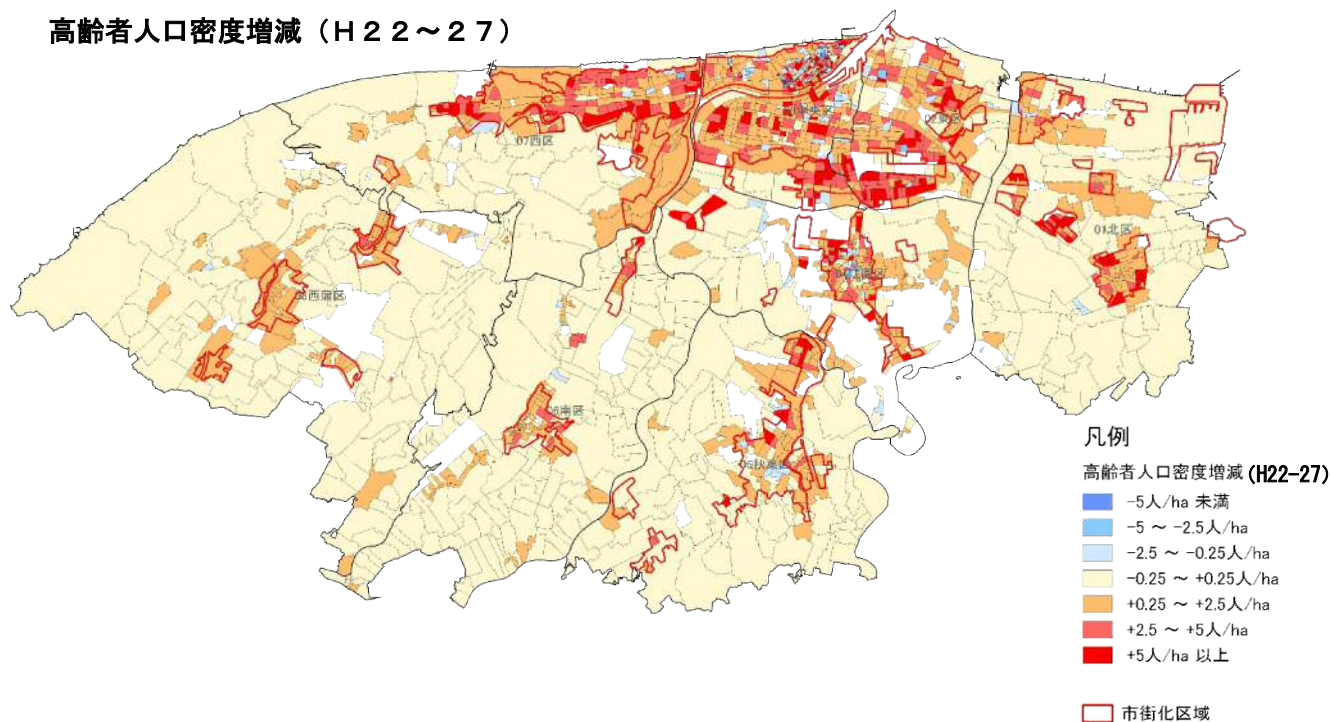 高齢者人口密度増減（Ｈ２２～２７）
02東区
07西区
01北区
08西蒲区
06南区
05秋葉区
凡例
高齢者人口密度増減 (H22-27)
-5人/ha 未満
-5 ～ -2.5人/ha
-2.5 ～ -0.25人/ha
-0.25 ～ +0.25人/ha
+0.25 ～ +2.5人/ha
+2.5 ～ +5人/ha
+5人/ha 以上
市街化区域